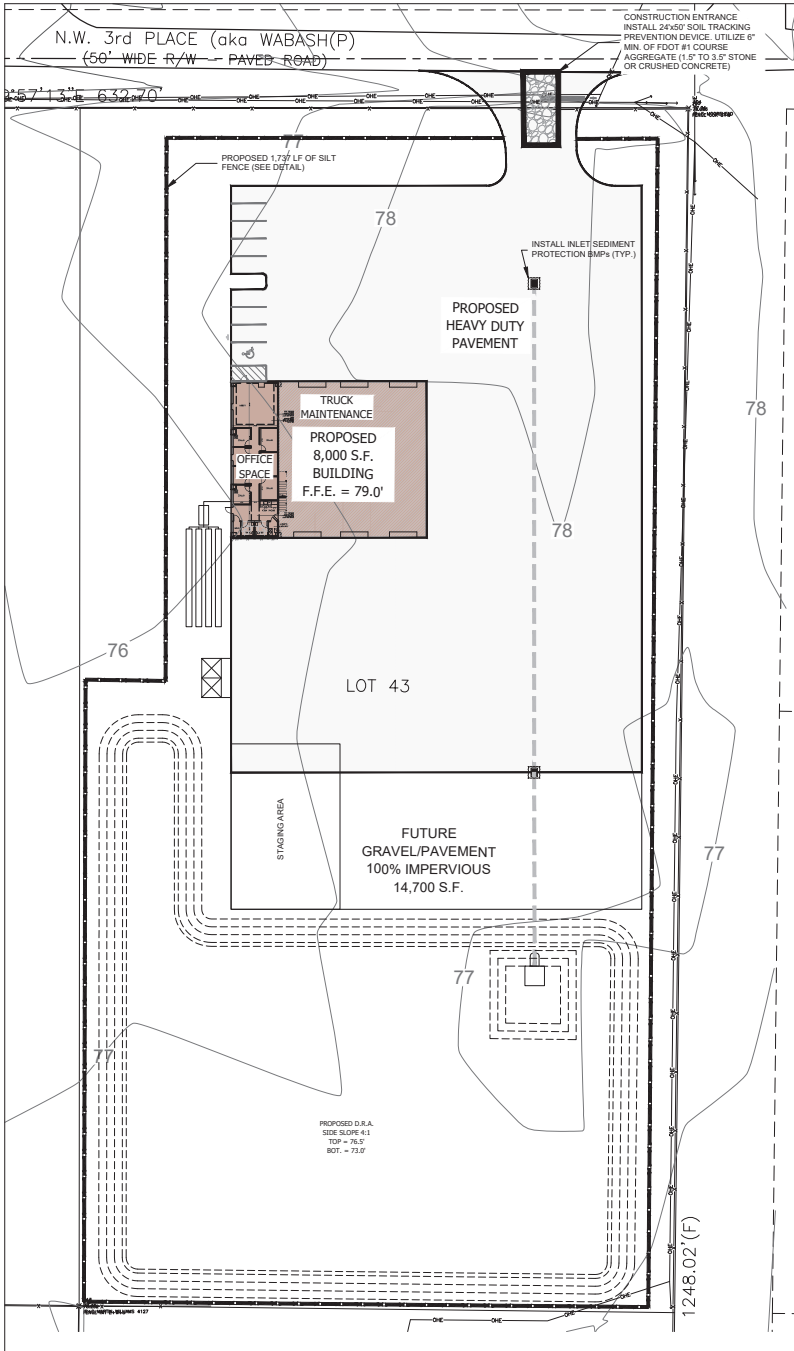 CONSTRUCTION ENTRANCE
INSTALL 24'x50' SOIL TRACKING
PREVENTION DEVICE. UTILIZE 6"
MIN. OF FDOT #1 COURSE
AGGREGATE (1.5" TO 3.5" STONE
OR CRUSHED CONCRETE)
N.W. 3rd PLACE (aka WABASH(P)
(50' WIDE R/W - PAVED ROAD)
57'13"E 632.70'
77
PROPOSED 1,737 LF OF SILT
FENCE (SEE DETAIL)
78
INSTALL INLET SEDIMENT
PROTECTION BMPs (TYP.)
PROPOSED
HEAVY DUTY
PAVEMENT
78
TRUCK
MAINTENANCE
PROPOSED
8,000 S.F.
BUILDING
F.F.E. = 79.0'
OFFICE
SPACE
78
76
LOT 43
STAGING AREA
FUTURE
GRAVEL/PAVEMENT
100% IMPERVIOUS
14,700 S.F.
77
77
77
PROPOSED D.R.A.
SIDE SLOPE 4:1
TOP = 76.5'
BOT. = 73.0'
1248.02'(F)
OHE
OHE
OHE